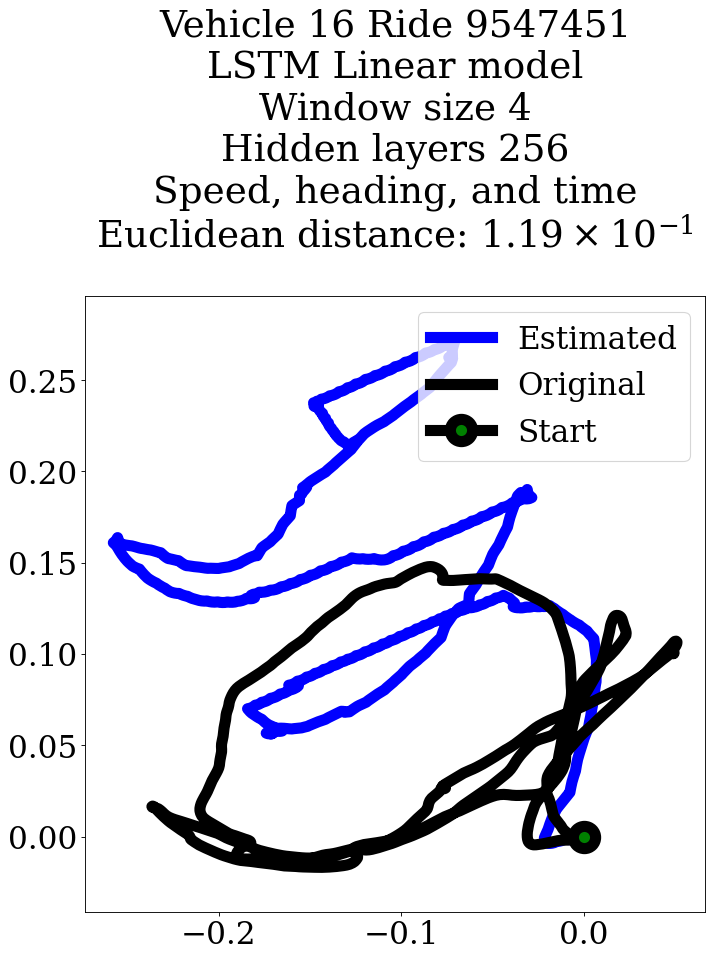 Vehicle 16 Ride 9547451
LSTM Linear model
Window size 4
Hidden layers 256
Speed, heading, and time
Euclidean distance: 1.19 × 10⁻¹
Estimated
Original
Start
0.25
0.20
0.15
0.10
0.05
0.00
−0.2
−0.1
0.0